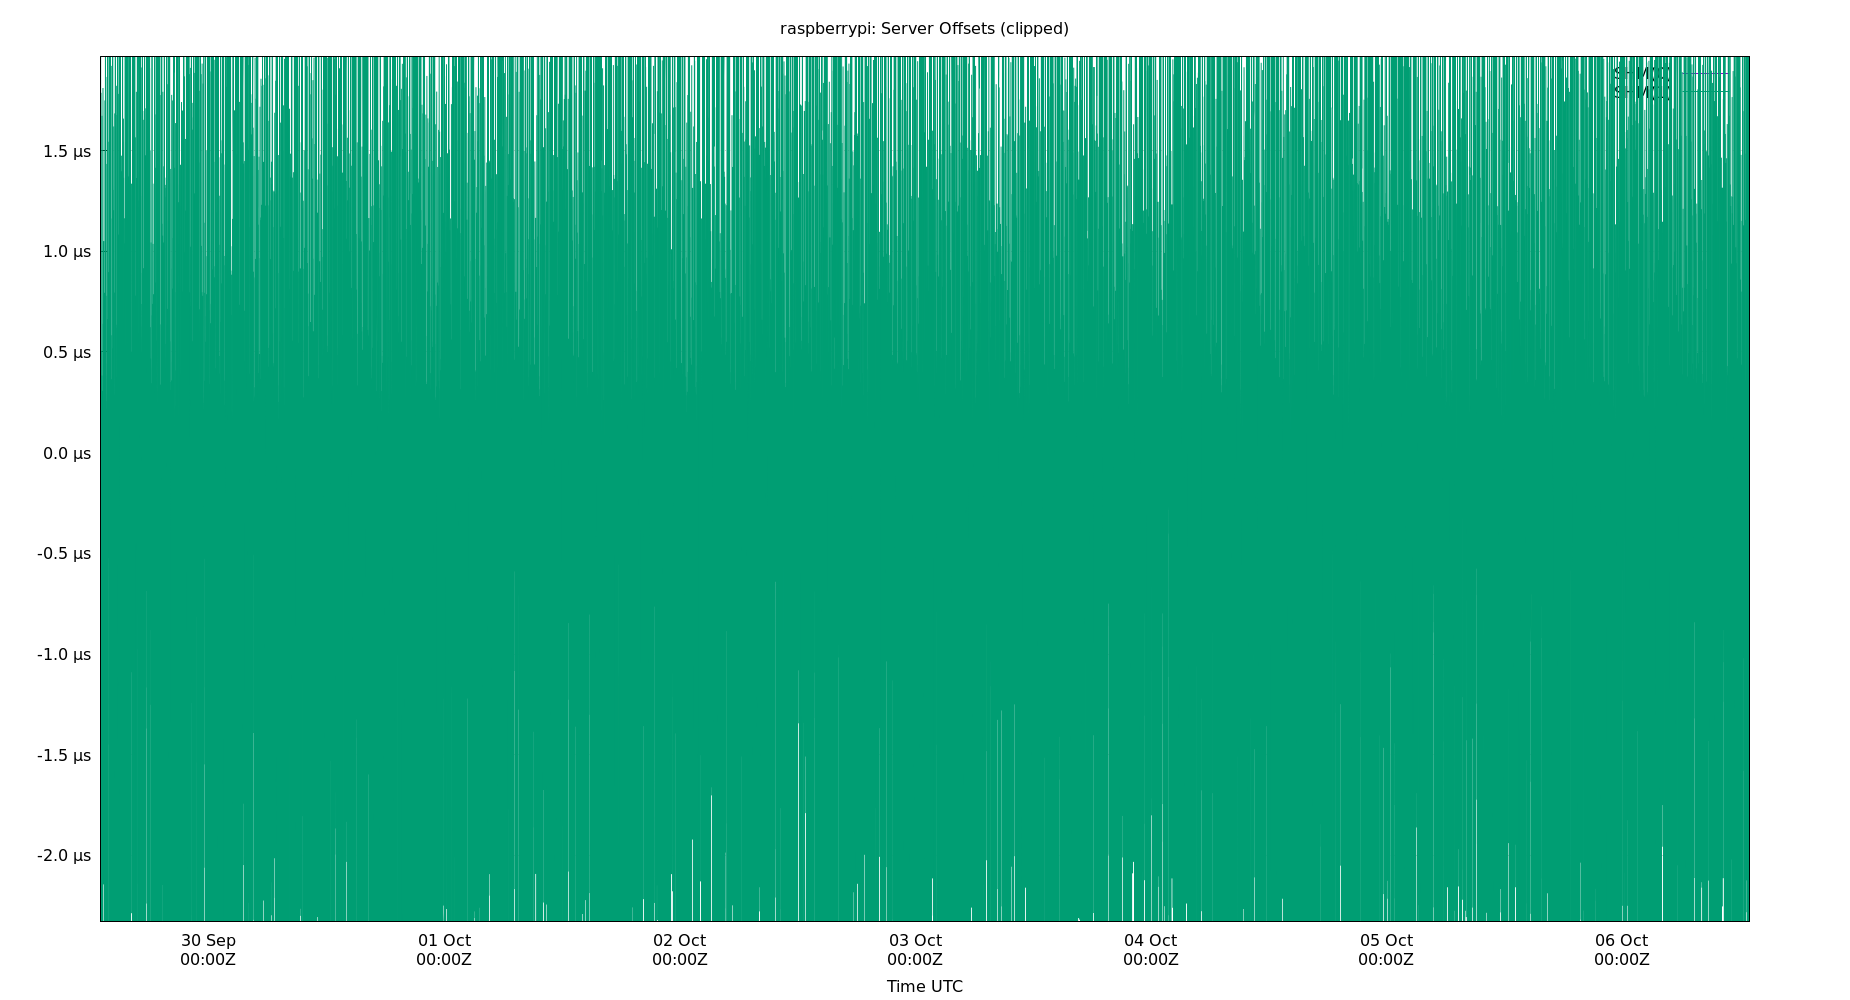 raspberrypi: Server Offsets (clipped)
1.5 μs
1.0 μs
0.5 μs
0.0 μs
-0.5 μs
-1.0 μs
-1.5 μs
-2.0 μs
30 Sep 01 Oct 02 Oct 03 Oct 04 Oct 05 Oct 06 Oct
00:00Z 00:00Z 00:00Z 00:00Z 00:00Z 00:00Z 00:00Z
Time UTC